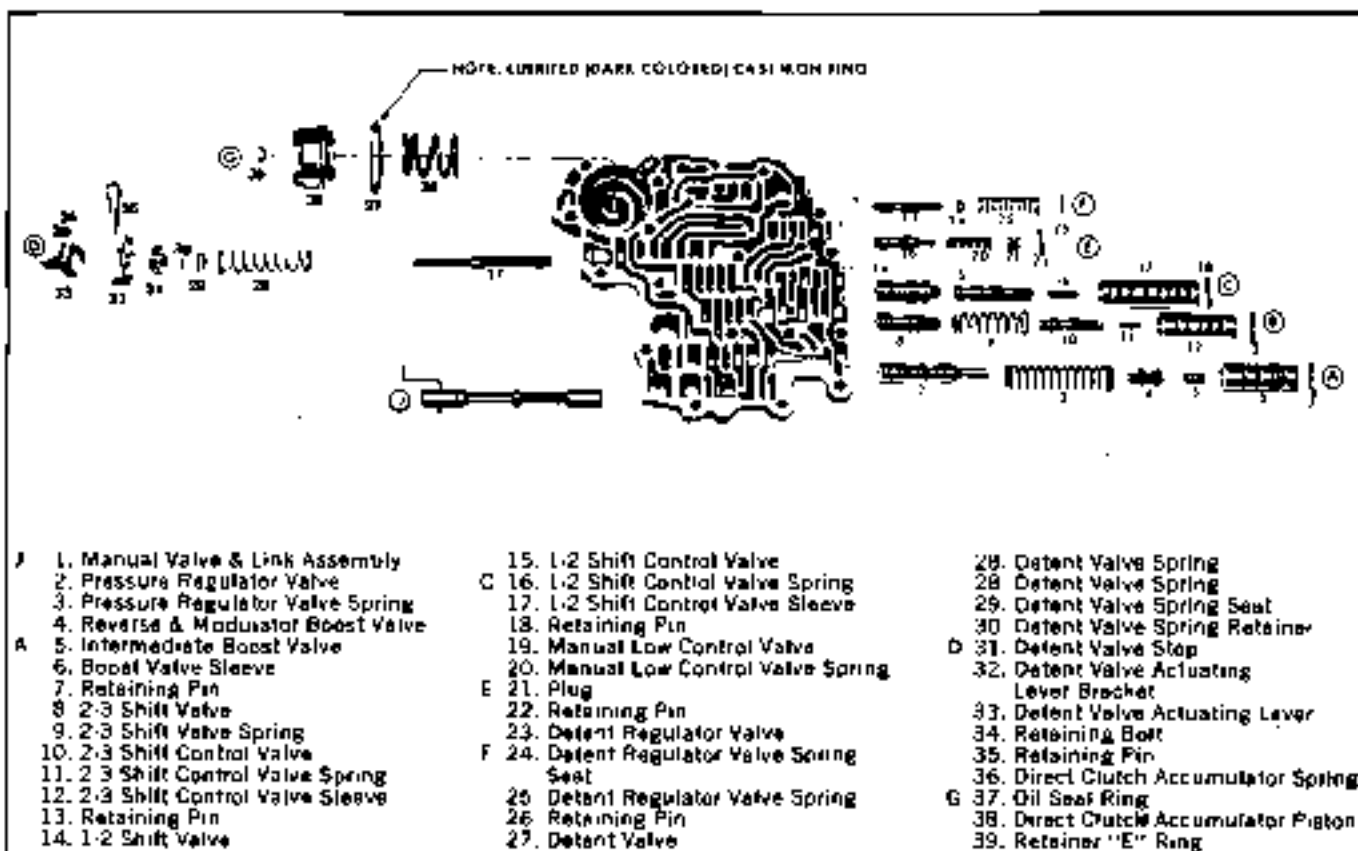 NOTE. LUBRITED (DARK COLORED) CAST IRON RING
J 1. Manual Valve & Link Assembly
2. Pressure Regulator Valve
3. Pressure Regulator Valve Spring
4. Reverse & Modulator Boost Valve
A 5. Intermediate Boost Valve
6. Boost Valve Sleeve
7. Retaining Pin
8 2-3 Shift Valve
9. 2-3 Shift Valve Spring
10. 2-3 Shift Control Valve
11. 2-3 Shift Control Valve Spring
12. 2-3 Shift Control Valve Sleeve
13. Retaining Pin
14. 1-2 Shift Valve
15. 1-2 Shift Control Valve
C 16. 1-2 Shift Control Valve Spring
17. 1-2 Shift Control Valve Sleeve
18. Retaining Pin
19. Manual Low Control Valve
20. Manual Low Control Valve Spring
E 21. Plug
22. Retaining Pin
23. Detent Regulator Valve
F 24. Detent Regulator Valve Spring
Seat
25 Detent Regulator Valve Spring
26 Retaining Pin
27. Detent Valve
28. Detent Valve Spring
28 Detent Valve Spring
29. Detent Valve Spring Seat
30 Detent Valve Spring Retainer
D 31. Detent Valve Stop
32. Detent Valve Actuating
Lever Bracket
33. Detent Valve Actuating Lever
34. Retaining Bolt
35. Retaining Pin
36. Direct Clutch Accumulator Spring
G 37. Oil Seal Ring
38. Direct Clutch Accumulator Piston
39. Retainer "E" Ring